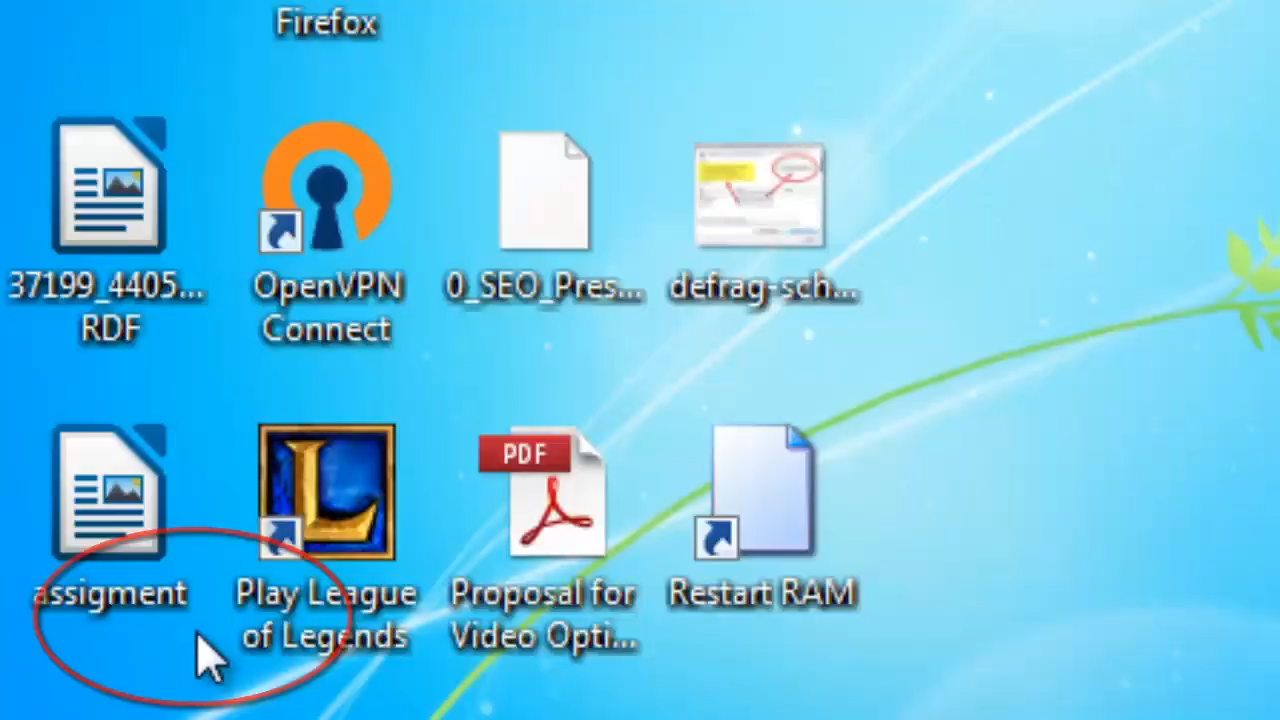 Firefox
37199_4405...
RDF
OpenVPN
Connect
0_SEO_Pres...
defrag-sch...
assigment
Play League
of Legends
PDF
Proposal for
Video Opti...
Restart RAM